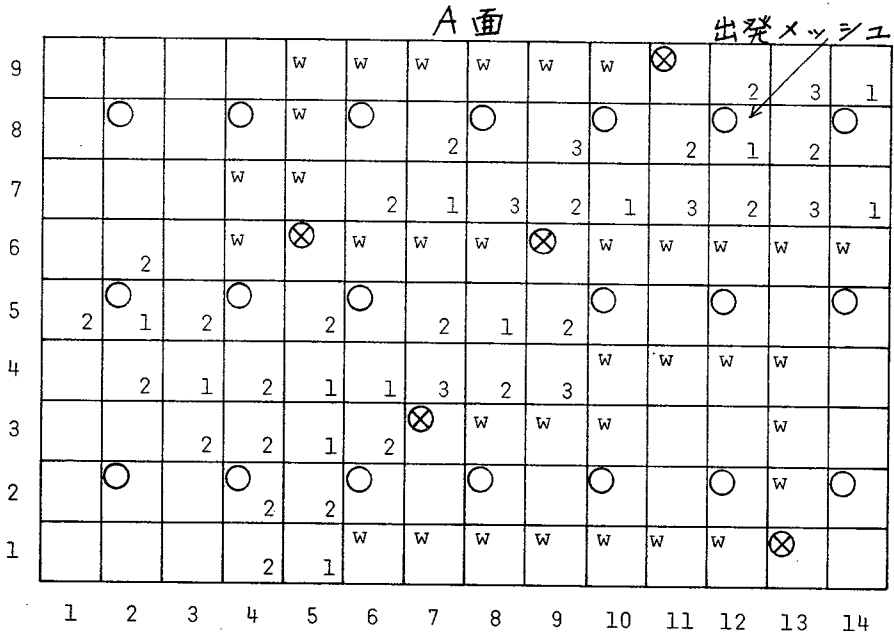 A面 出発メッシュ
9 w w w w w w 2 3 1
8 w 2 3 2 1 2
7 w w 2 1 3 2 1 3 2 3 1
6 2 w w w w w w w w w
5 2 1 2 2 2 1 2
4 2 1 2 1 1 3 2 3 w w w w
3 2 2 1 2 w w w w
2 2 2 w
1 2 1 w w w w w w w
1 2 3 4 5 6 7 8 9 10 11 12 13 14